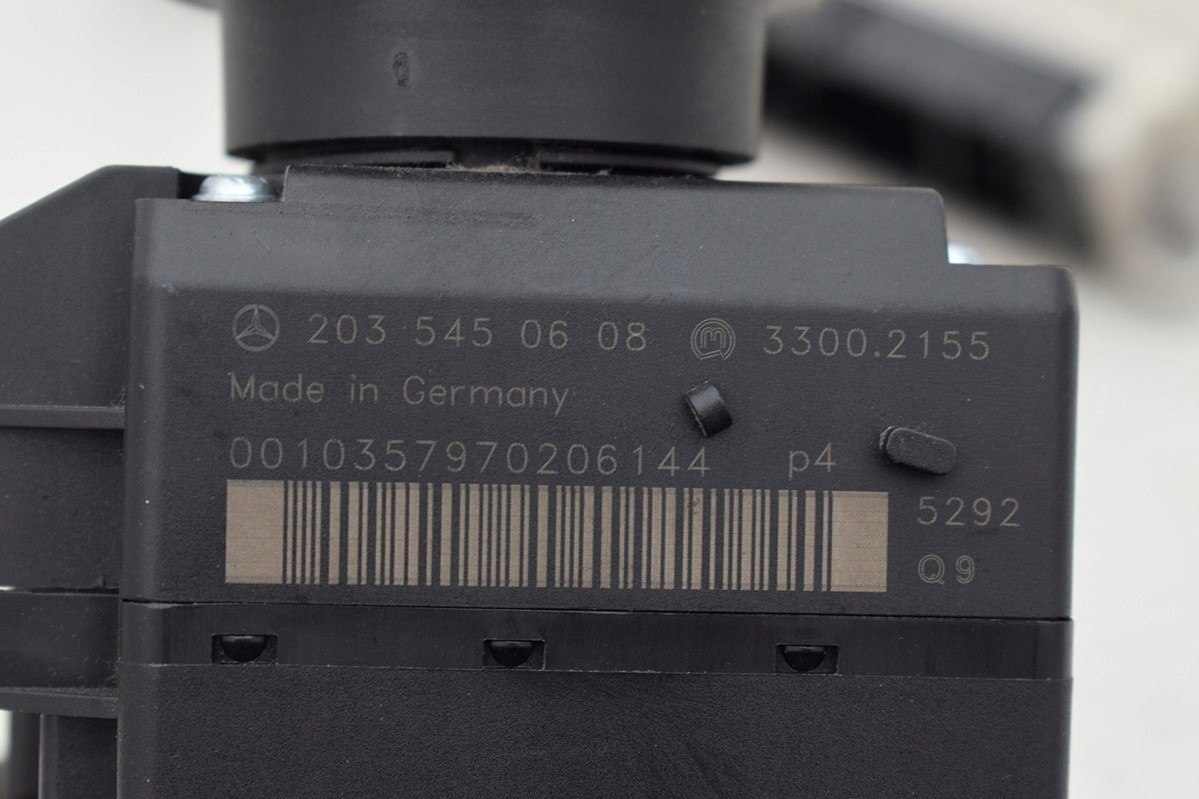 203 545 06 08 M 3300.2155
Made in Germany
0010357970206144 p4
5292
Q9